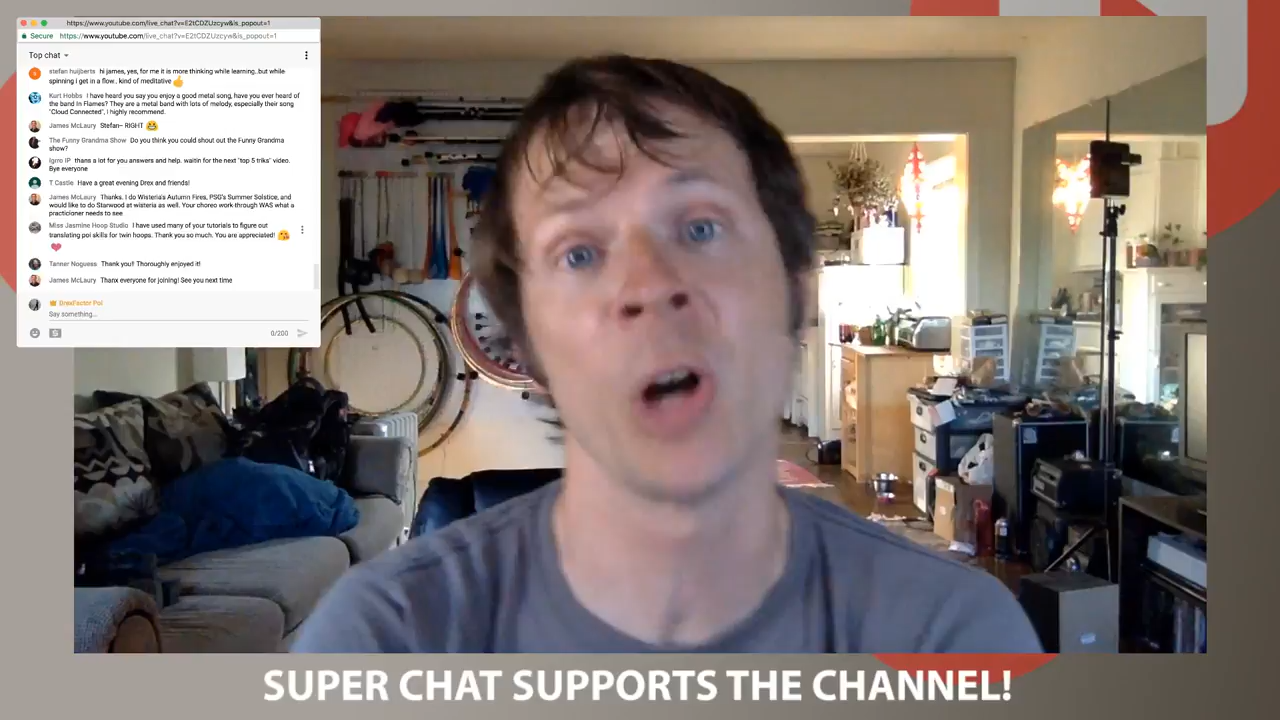 https://www.youtube.com/live_chat?v=E2tCDZUzcyw&is_popout=1
Secure https://www.youtube.com/live_chat?v=E2tCDZUzcyw&is_popout=1
Top chat
stefan huijberts hi james, yes, for me it is more thinking while learning..but while
spinning i get in a flow.. kind of meditative
Kurt Hobbs I have heard you say you enjoy a good metal song, have you ever heard of
the band In Flames? They are a metal band with lots of melody, especially their song
"Cloud Connected", I highly recommend.
James McLaury Stefan-- RIGHT
The Funny Grandma Show Do you think you could shout out the Funny Grandma
show?
Igrro IP thans a lot for you answers and help. waitin for the next "top 5 triks" video.
Bye everyone
T Castle Have a great evening Drex and friends!
James McLaury Thanks. I do Wisteria's Autumn Fires, PSG's Summer Solstice, and
would like to do Starwood at wisteria as well. Your choreo work through WAS what a
practicioner needs to see
Miss Jasmine Hoop Studio I have used many of your tutorials to figure out
translating poi skills for twin hoops. Thank you so much. You are appreciated!
Tanner Noguess Thank you!! Thoroughly enjoyed it!
James McLaury Thanx everyone for joining! See you next time
DrexFactor Poi
Say something...
0/200
SUPER CHAT SUPPORTS THE CHANNEL!